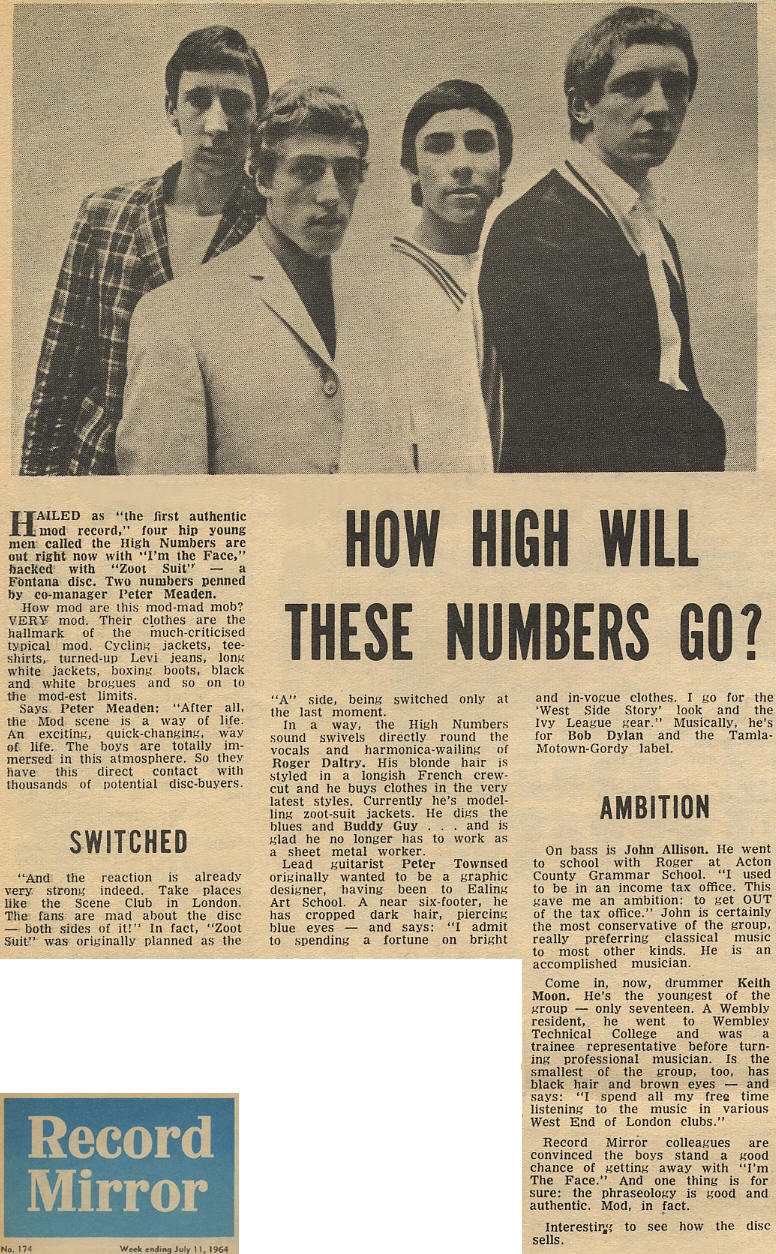 HAILED as "the first authentic
mod record," four hip young
men called the High Numbers are
out right now with "I'm the Face,"
backed with "Zoot Suit" — a
Fontana disc. Two numbers penned
by co-manager Peter Meaden.
How mod are this mod-mad mob?
VERY mod. Their clothes are the
hallmark of the much-criticised
typical mod. Cycling jackets, tee-
shirts, turned-up Levi jeans, long
white jackets, boxing boots, black
and white brogues and so on to
the mod-est limits.
Says Peter Meaden: "After all,
the Mod scene is a way of life.
An exciting, quick-changing, way
of life. The boys are totally im-
mersed in this atmosphere. So they
have this direct contact with
thousands of potential disc-buyers.
SWITCHED
"And the reaction is already
very strong indeed. Take places
like the Scene Club in London.
The fans are mad about the disc
— both sides of it!" In fact, "Zoot
Suit" was originally planned as the
HOW HIGH WILL
THESE NUMBERS GO?
"A" side, being switched only at
the last moment.
In a way, the High Numbers
sound swivels directly round the
vocals and harmonica-wailing of
Roger Daltry. His blonde hair is
styled in a longish French crew-
cut and he buys clothes in the very
latest styles. Currently he's model-
ling zoot-suit jackets. He digs the
blues and Buddy Guy . . . and is
glad he no longer has to work as
a sheet metal worker.
Lead guitarist Peter Townsed
originally wanted to be a graphic
designer, having been to Ealing
Art School. A near six-footer, he
has cropped dark hair, piercing
blue eyes — and says: "I admit
to spending a fortune on bright
and in-vogue clothes. I go for the
'West Side Story' look and the
Ivy League gear." Musically, he's
for Bob Dylan and the Tamla-
Motown-Gordy label.
AMBITION
On bass is John Allison. He went
to school with Roger at Acton
County Grammar School. "I used
to be in an income tax office. This
gave me an ambition: to get OUT
of the tax office." John is certainly
the most conservative of the group,
really preferring classical music
to most other kinds. He is an
accomplished musician.
Come in, now, drummer Keith
Moon. He's the youngest of the
group — only seventeen. A Wembly
resident, he went to Wembley
Technical College and was a
trainee representative before turn-
ing professional musician. Is the
smallest of the group, too, has
black hair and brown eyes — and
says: "I spend all my free time
listening to the music in various
West End of London clubs."
Record Mirror colleagues are
convinced the boys stand a good
chance of getting away with "I'm
The Face." And one thing is for
sure: the phraseology is good and
authentic. Mod, in fact.
Interesting to see how the disc
sells.
Record
Mirror
No. 174 Week ending July 11, 1964